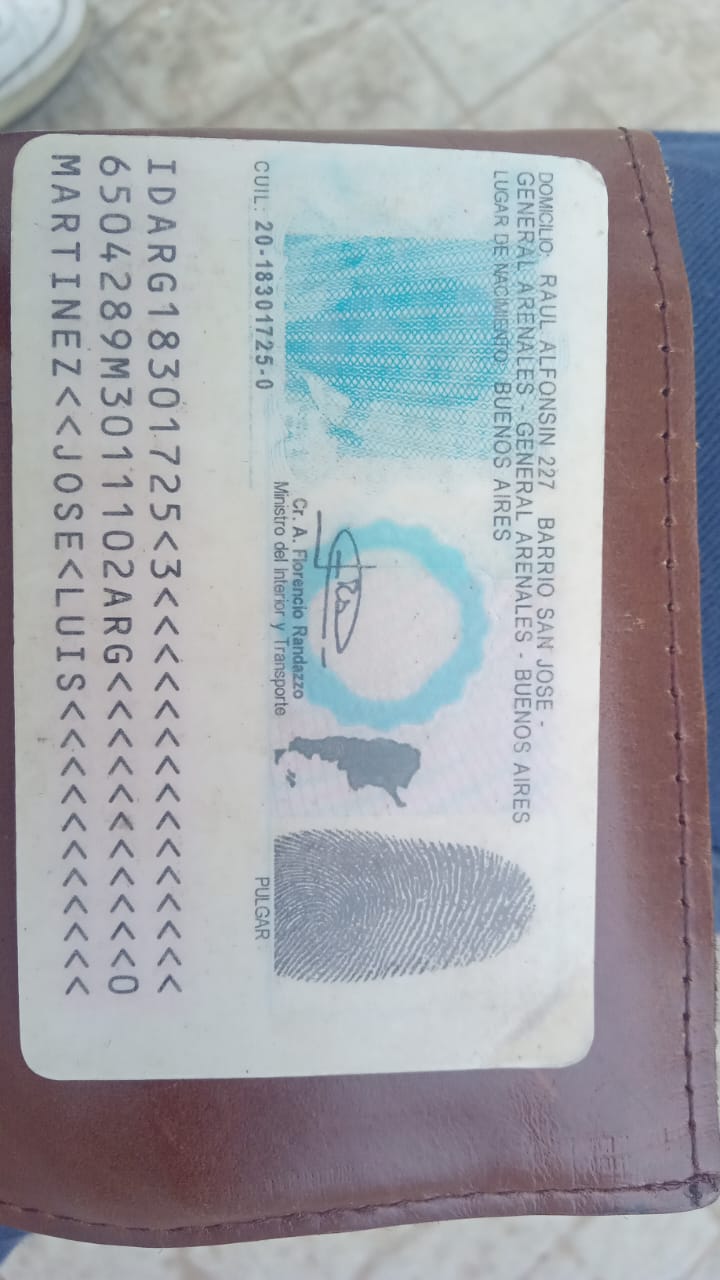 DOMICILIO: RAUL ALFONSIN 227 BARRIO SAN JOSE -
GENERAL ARENALES - GENERAL ARENALES - BUENOS AIRES
LUGAR DE NACIMIENTO: BUENOS AIRES
Cr. A. Florencio Randazzo
Ministro del Interior y Transporte
CUIL: 20-18301725-0
PULGAR
IDARG18301725<3<<<<<<<<<<<<<<<
6504289M3011102ARG<<<<<<<<<<<0
MARTINEZ<<JOSE<LUIS<<<<<<<<<<<